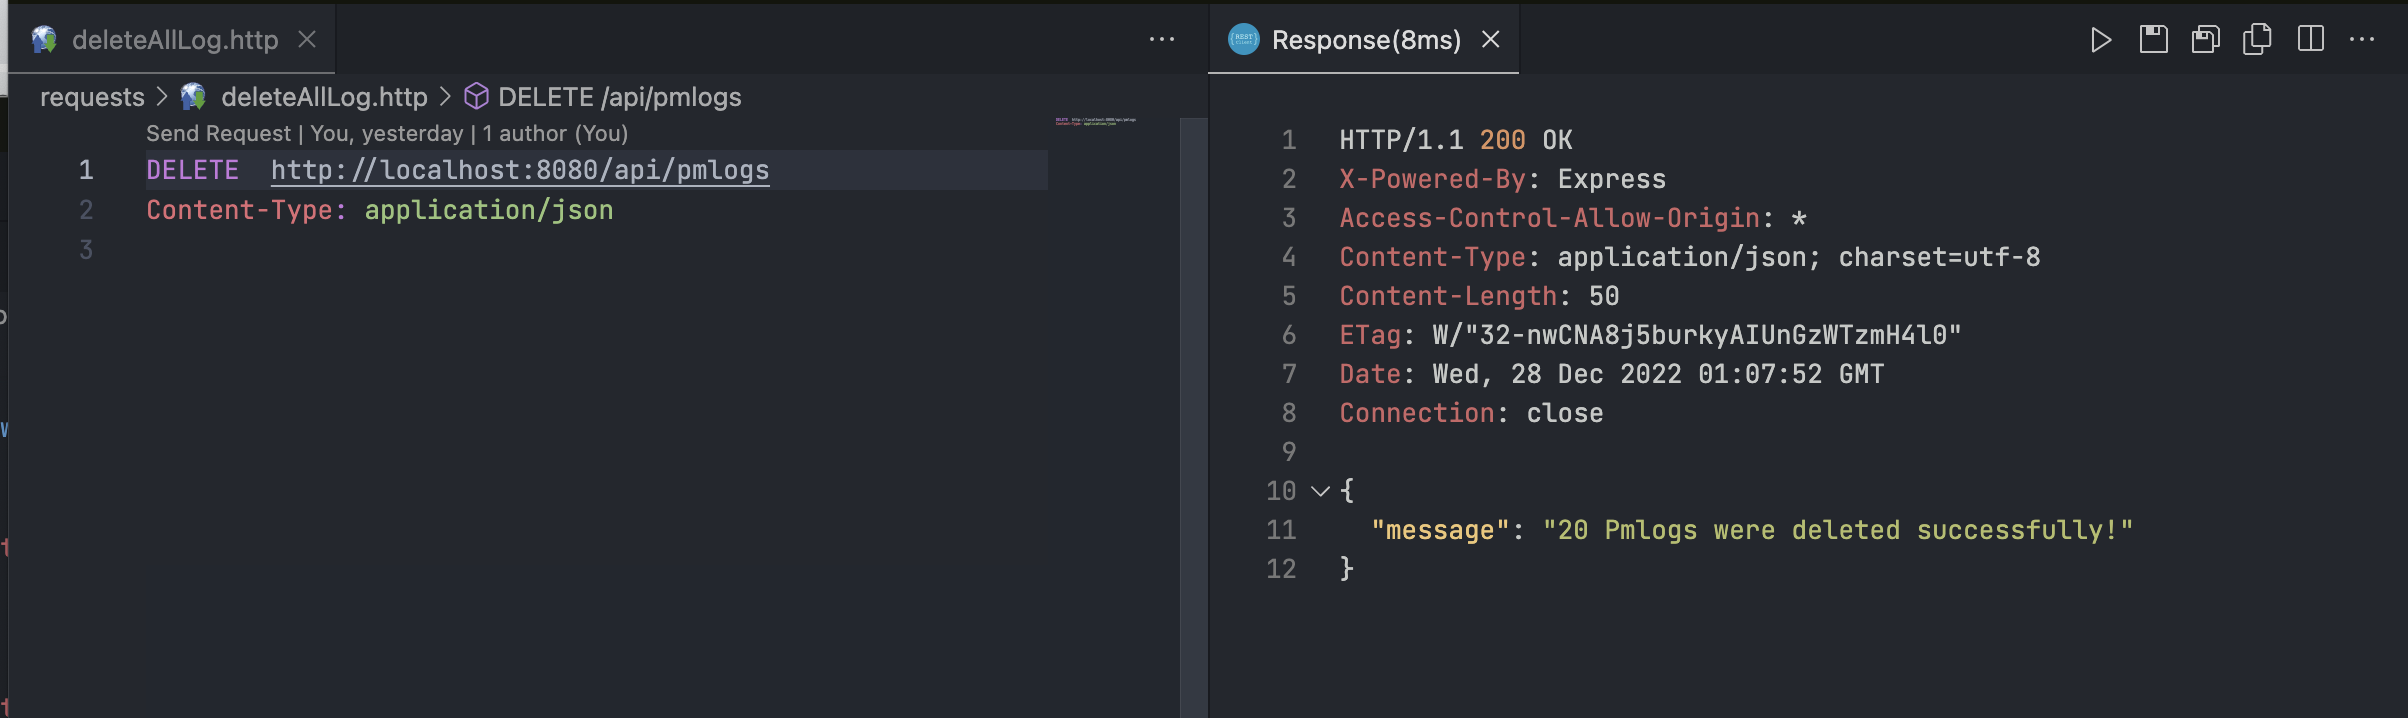 deleteAllLog.http
requests > deleteAllLog.http > DELETE /api/pmlogs
Send Request | You, yesterday | 1 author (You)
1 DELETE  http://localhost:8080/api/pmlogs
2 Content-Type: application/json
3
Response(8ms)
1 HTTP/1.1 200 OK
2 X-Powered-By: Express
3 Access-Control-Allow-Origin: *
4 Content-Type: application/json; charset=utf-8
5 Content-Length: 50
6 ETag: W/"32-nwCNA8j5burkyAIUnGzWTzmH4l0"
7 Date: Wed, 28 Dec 2022 01:07:52 GMT
8 Connection: close
9
10 {
11 "message": "20 Pmlogs were deleted successfully!"
12 }